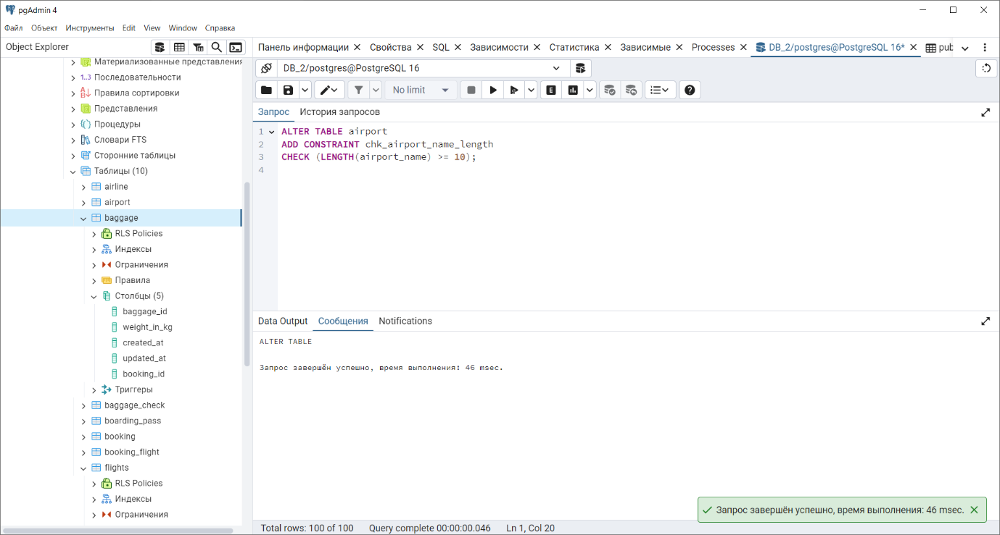 pgAdmin 4
Файл Объект Инструменты Edit View Window Справка
Object Explorer
Материализованные представления
1..3 Последовательности
Правила сортировки
Представления
Процедуры
Словари FTS
Сторонние таблицы
Таблицы (10)
airline
airport
baggage
RLS Policies
Индексы
Ограничения
Правила
Столбцы (5)
baggage_id
weight_in_kg
created_at
updated_at
booking_id
Триггеры
baggage_check
boarding_pass
booking
booking_flight
flights
RLS Policies
Индексы
Ограничения
Панель информации Свойства SQL Зависимости Статистика Зависимые Processes DB_2/postgres@PostgreSQL 16* pub
DB_2/postgres@PostgreSQL 16
No limit E
Запрос История запросов
1 ALTER TABLE airport
2 ADD CONSTRAINT chk_airport_name_length
3 CHECK (LENGTH(airport_name) >= 10);
4
Data Output Сообщения Notifications
ALTER TABLE
Запрос завершён успешно, время выполнения: 46 msec.
Запрос завершён успешно, время выполнения: 46 msec.
Total rows: 100 of 100 Query complete 00:00:00.046 Ln 1, Col 20